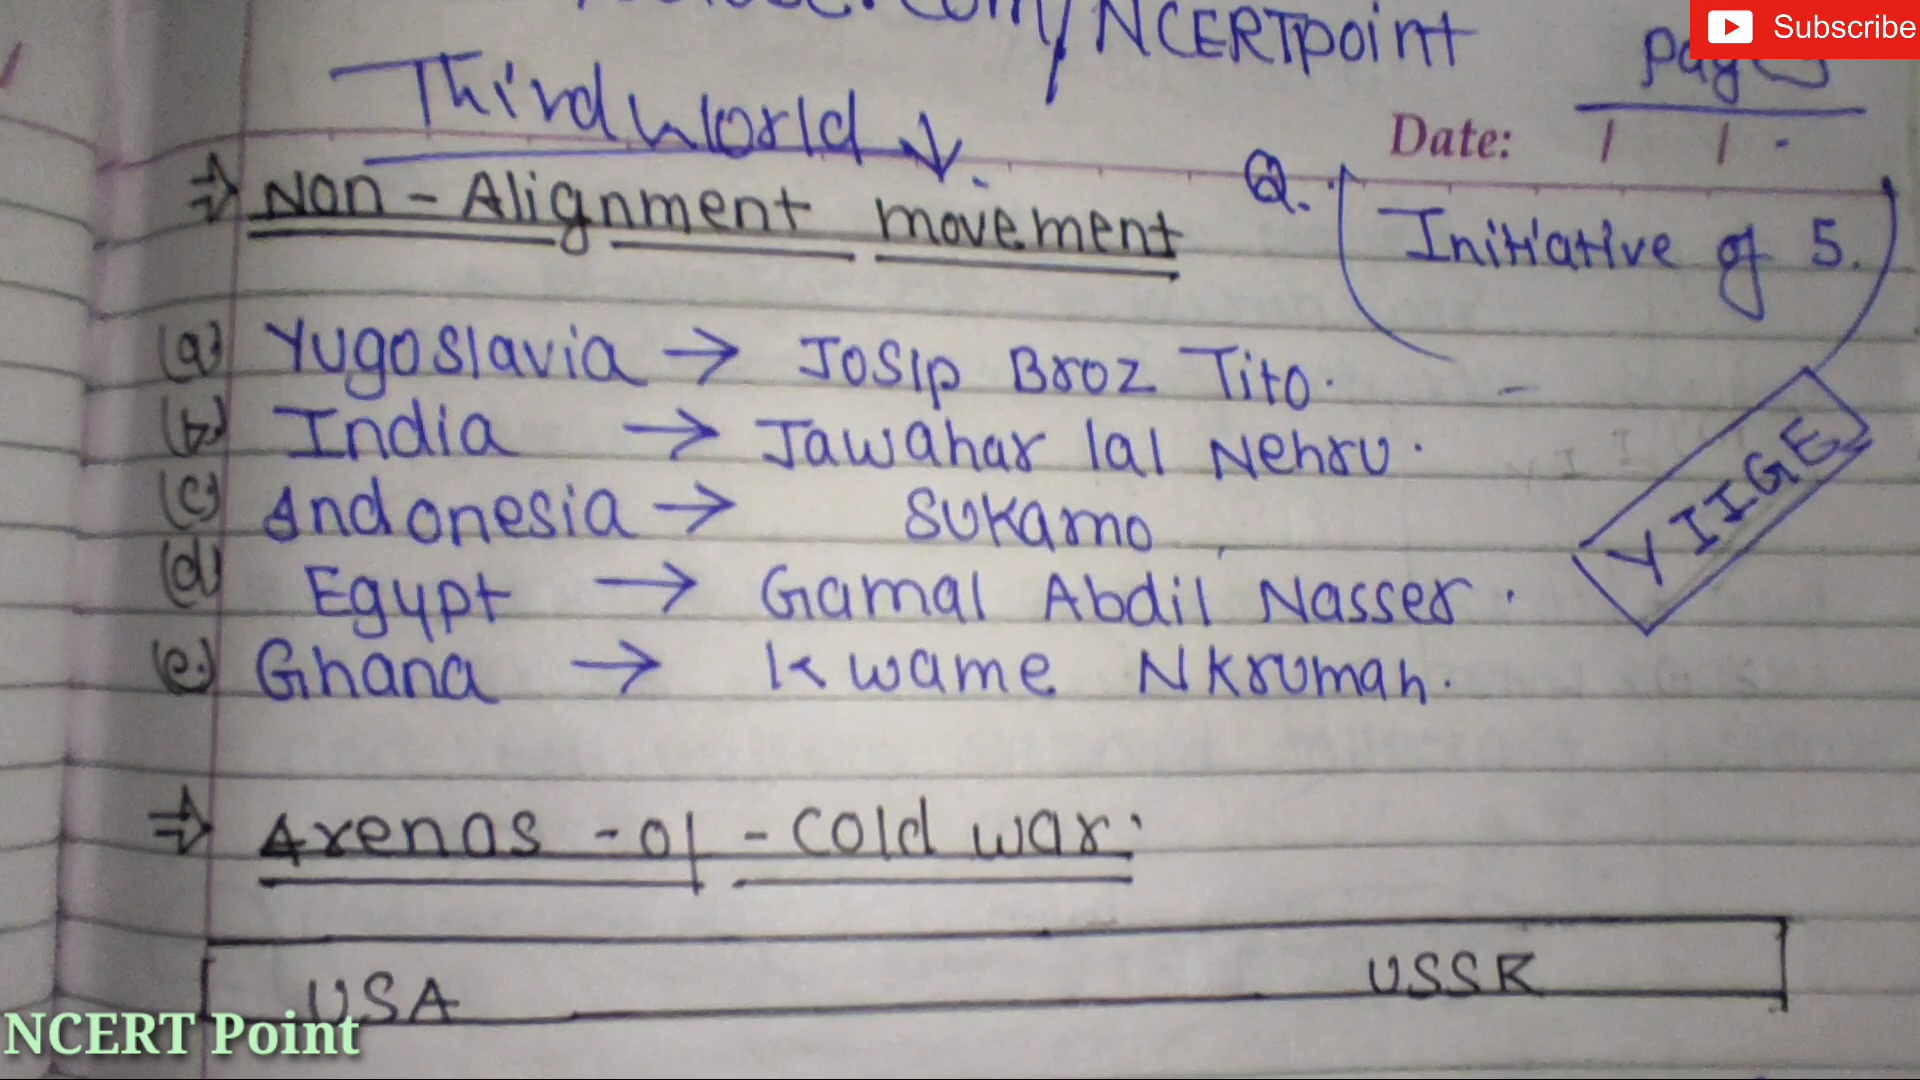 /NCERTpoint
Subscribe
Third world ↓
Date: / / -
⇒ Non-Alignment movement
Q. (Initiative of 5.)
(a) Yugoslavia → Josip Broz Tito.
(b) India → Jawahar lal Nehru.
(c) Indonesia → Sukarno
(d) Egypt → Gamal Abdil Nasser.
(e) Ghana → Kwame Nkrumah.
YIIGE
⇒ Arenas - of - cold war.
USA USSR
NCERT Point